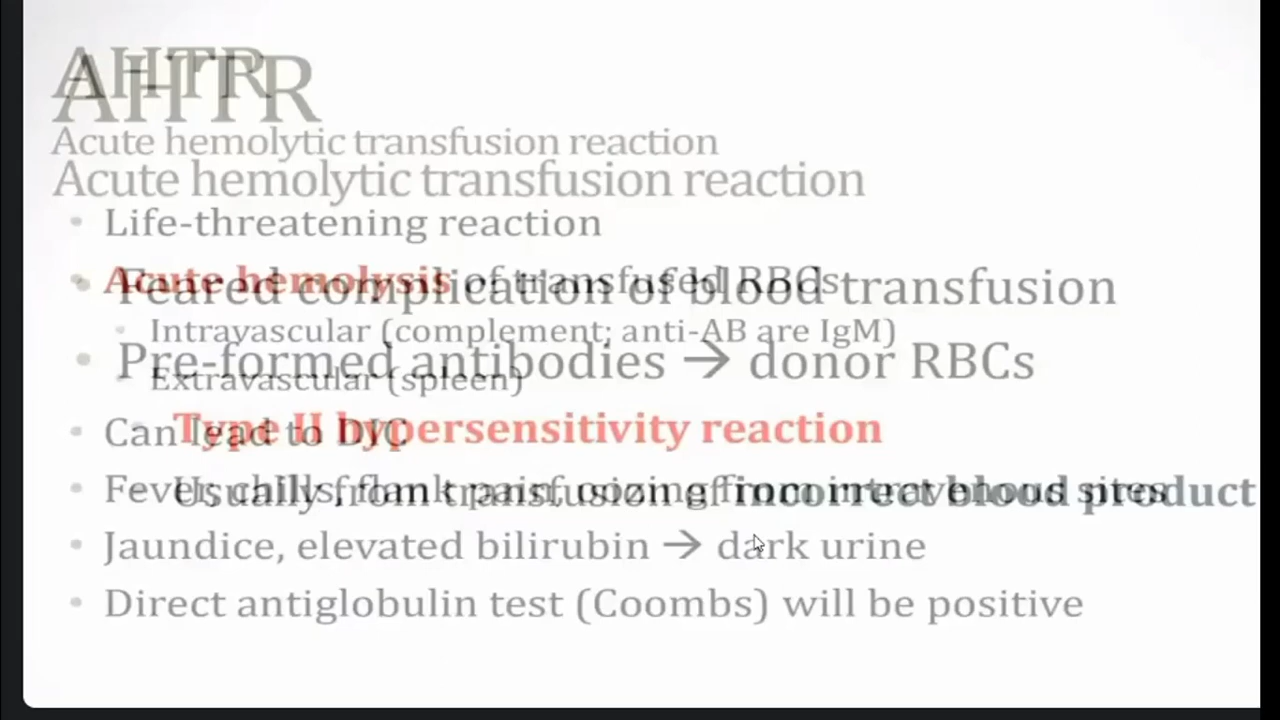 AHTR
Acute hemolytic transfusion reaction
• Feared complication of blood transfusion
• Pre-formed antibodies → donor RBCs
• Type II hypersensitivity reaction
• Usually from transfusion of incorrect blood product
AHTR
Acute hemolytic transfusion reaction
• Life-threatening reaction
• Acute hemolysis of transfused RBCs
• Intravascular (complement; anti-AB are IgM)
• Extravascular (spleen)
• Can lead to DIC
• Fever, chills, flank pain, oozing from intravenous sites
• Jaundice, elevated bilirubin → dark urine
• Direct antiglobulin test (Coombs) will be positive